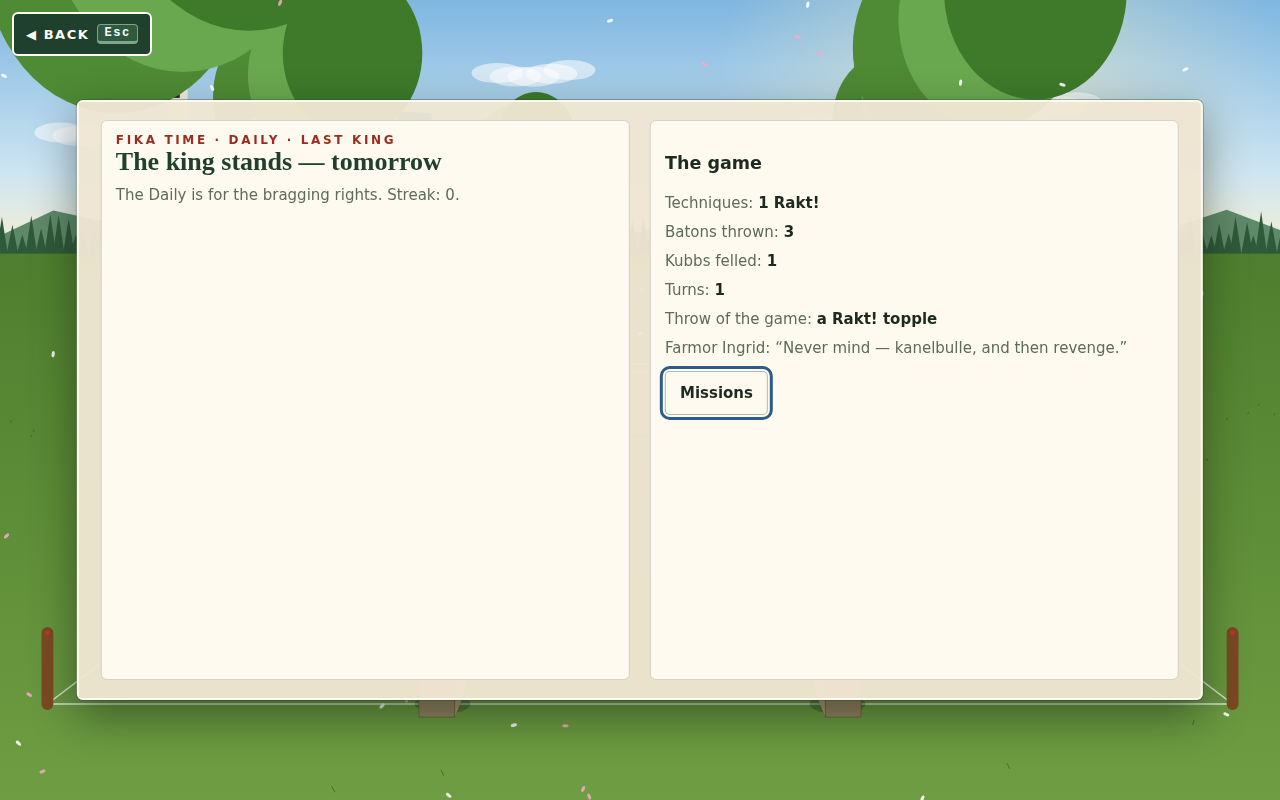 ◀ BACK Esc
FIKA TIME · DAILY · LAST KING
The king stands — tomorrow
The Daily is for the bragging rights. Streak: 0.
The game
Techniques: 1 Rakt!
Batons thrown: 3
Kubbs felled: 1
Turns: 1
Throw of the game: a Rakt! topple
Farmor Ingrid: “Never mind — kanelbulle, and then revenge.”
Missions